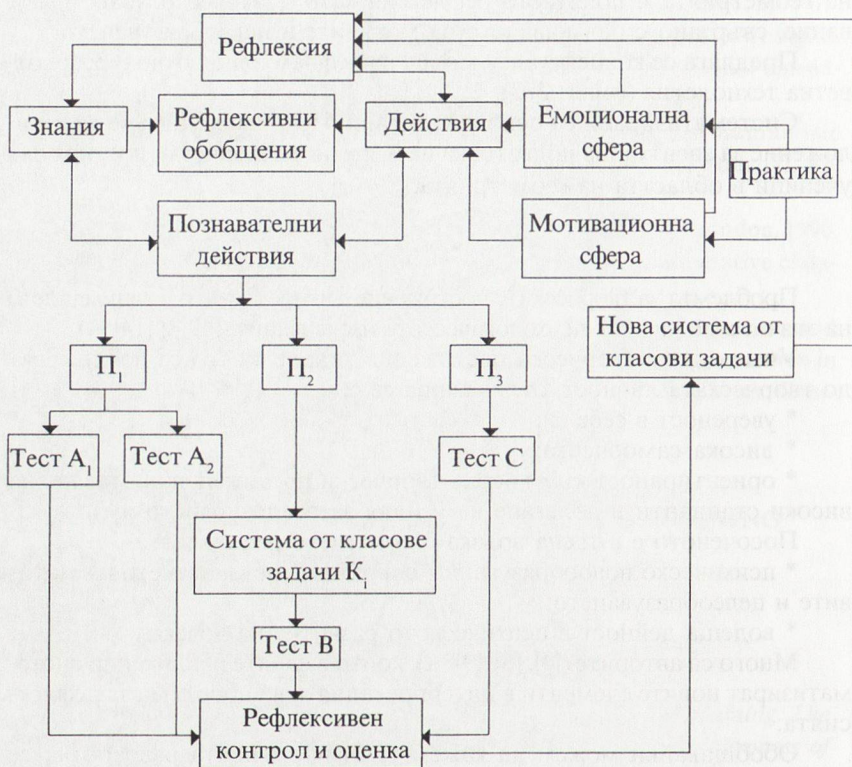 Рефлексия
Знания
Рефлексивни
обобщения
Действия
Емоционална
сфера
Практика
Познавателни
действия
Мотивационна
сфера
Нова система от
класови задачи
П₁
П₂
П₃
Тест А₁
Тест А₂
Тест С
Система от класове
задачи Kᵢ
Тест В
Рефлексивен
контрол и оценка